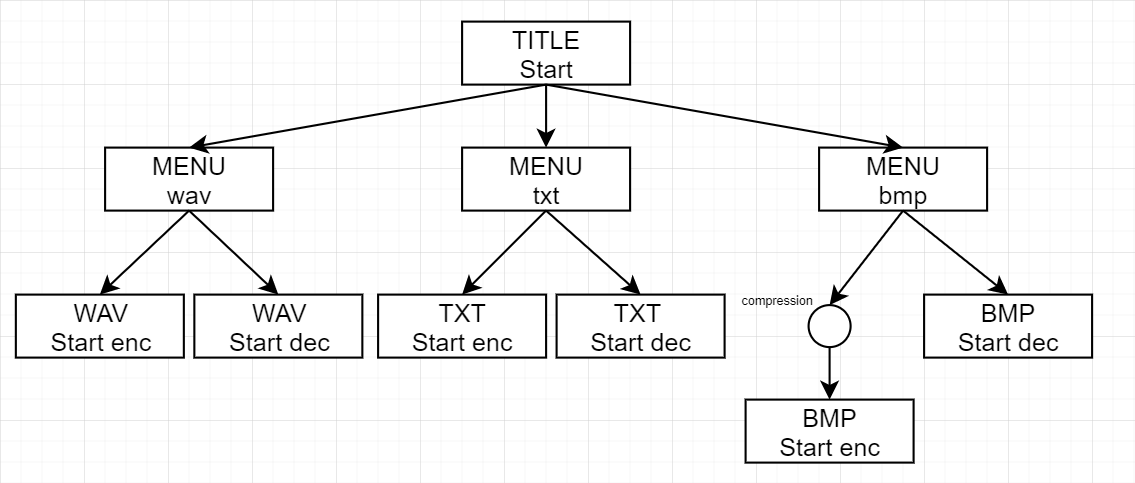 TITLE
Start
MENU
wav
MENU
txt
MENU
bmp
WAV
Start enc
WAV
Start dec
TXT
Start enc
TXT
Start dec
compression
BMP
Start dec
BMP
Start enc